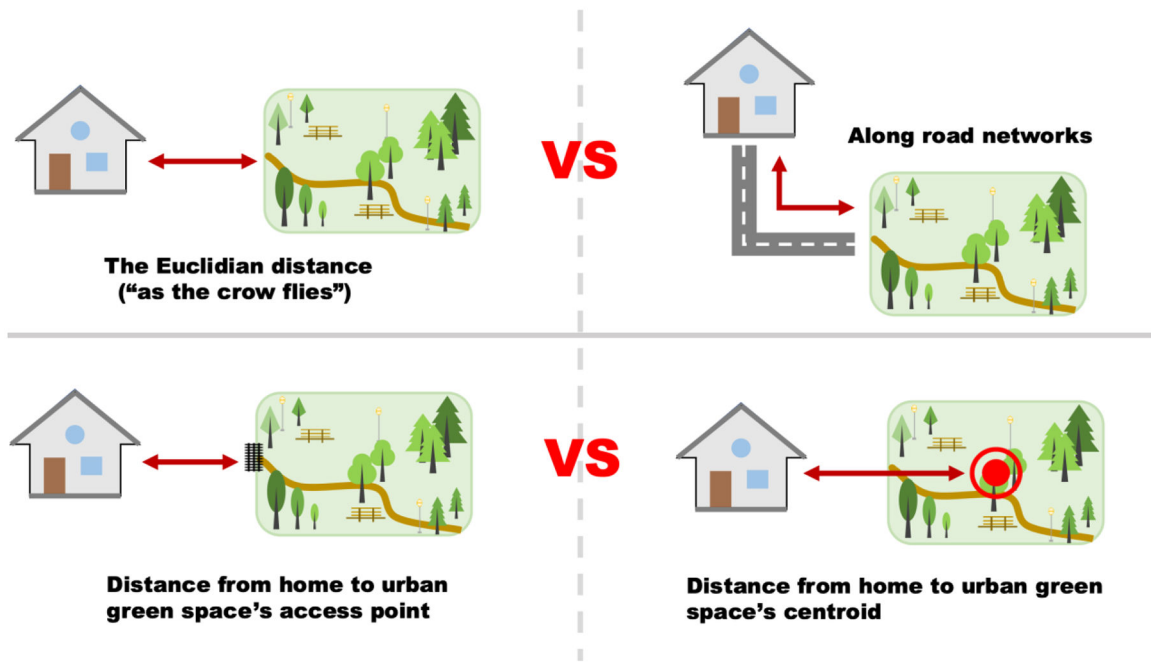 The Euclidian distance
(“as the crow flies”)
VS
Along road networks
Distance from home to urban
green space’s access point
VS
Distance from home to urban green
space’s centroid